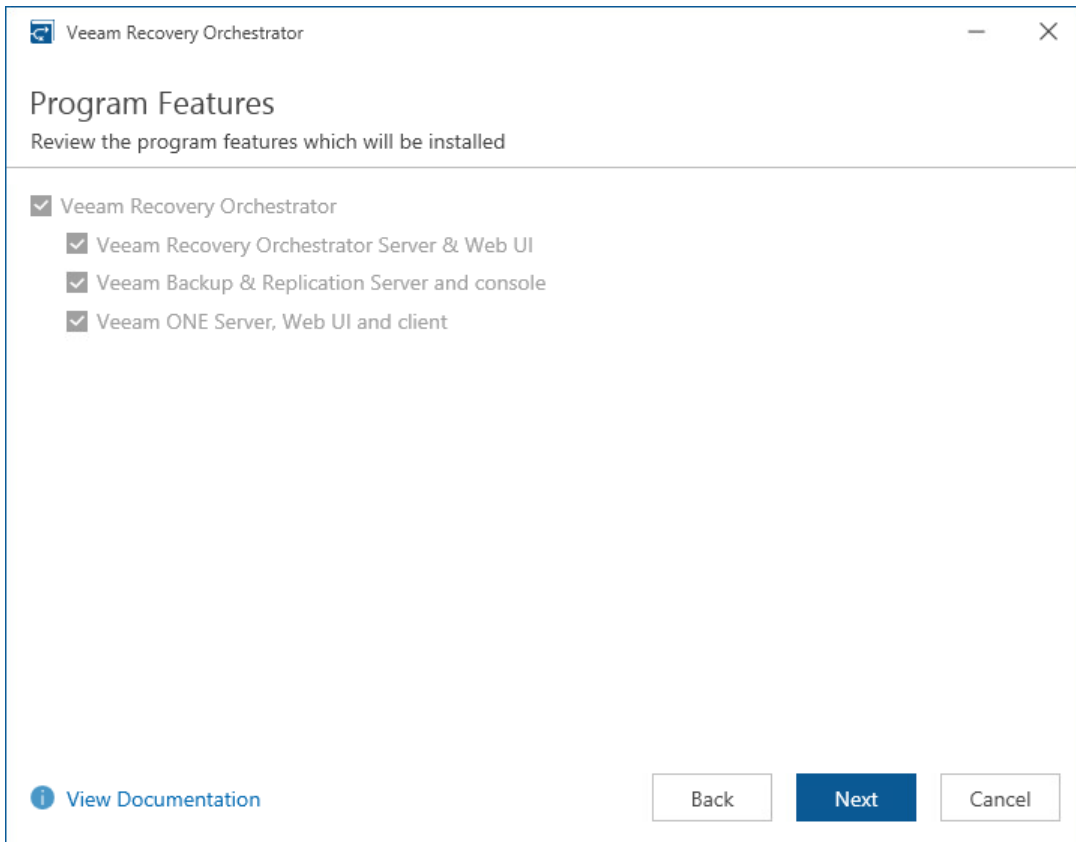 Veeam Recovery Orchestrator
Program Features
Review the program features which will be installed
Veeam Recovery Orchestrator
Veeam Recovery Orchestrator Server & Web UI
Veeam Backup & Replication Server and console
Veeam ONE Server, Web UI and client
View Documentation
Back Next Cancel